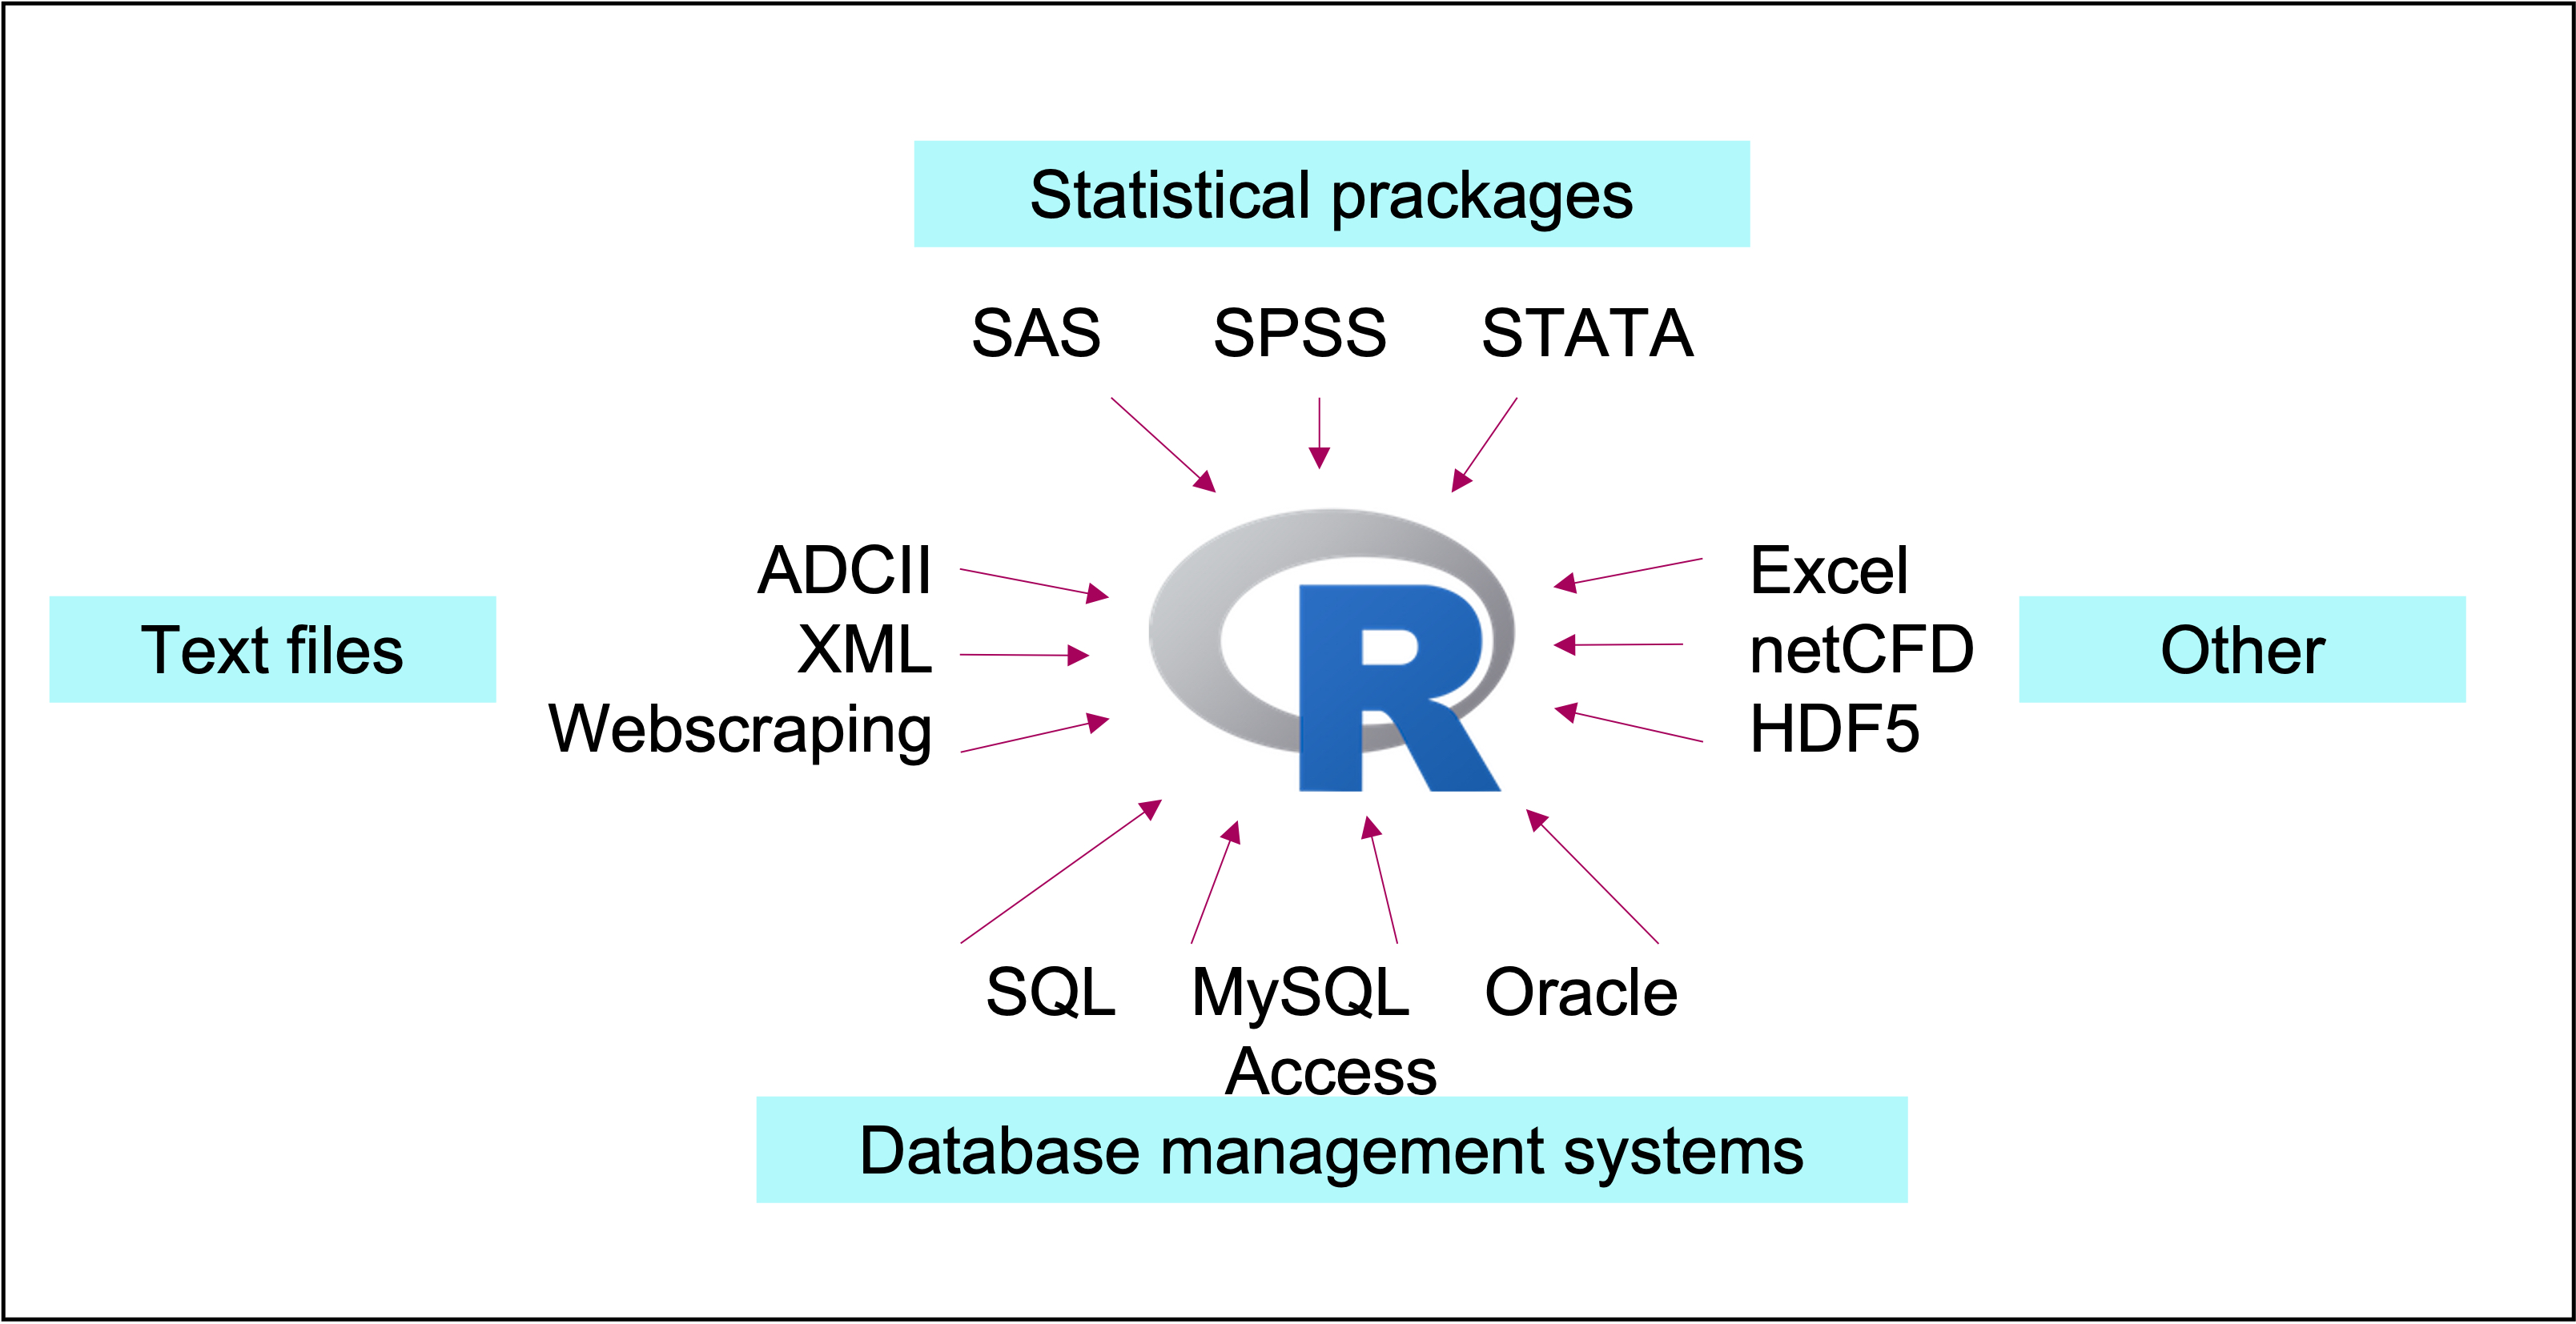 Statistical prackages
SAS SPSS STATA
ADCII
XML
Webscraping
Text files
R
Excel
netCFD
HDF5
Other
SQL MySQL Oracle
Access
Database management systems